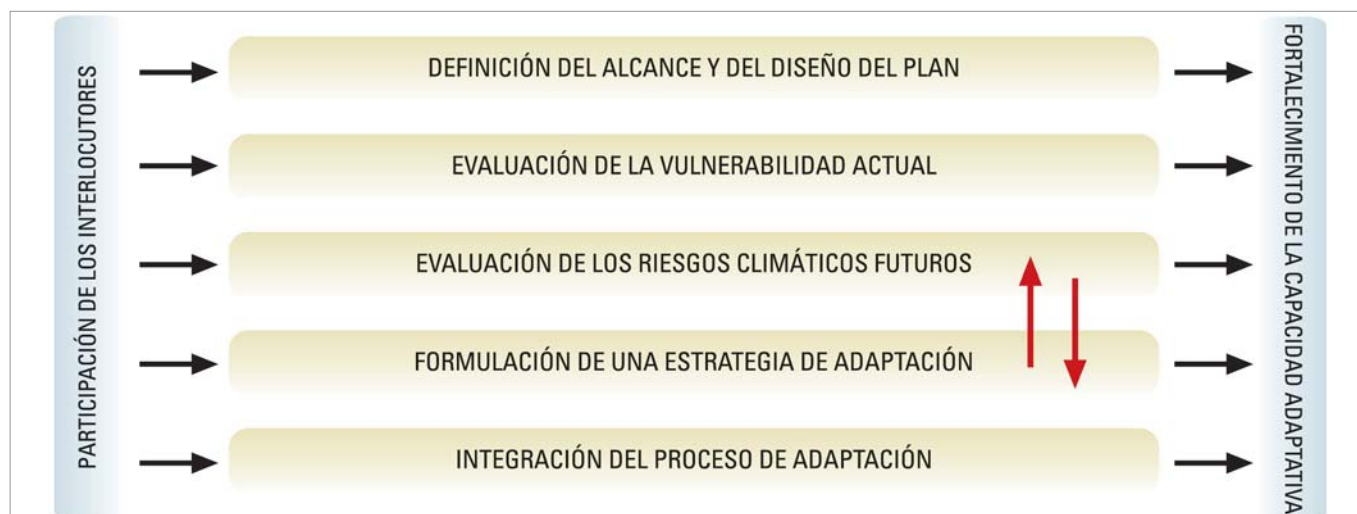 PARTICIPACIÓN DE LOS INTERLOCUTORES
DEFINICIÓN DEL ALCANCE Y DEL DISEÑO DEL PLAN
EVALUACIÓN DE LA VULNERABILIDAD ACTUAL
EVALUACIÓN DE LOS RIESGOS CLIMÁTICOS FUTUROS
FORMULACIÓN DE UNA ESTRATEGIA DE ADAPTACIÓN
INTEGRACIÓN DEL PROCESO DE ADAPTACIÓN
FORTALECIMIENTO DE LA CAPACIDAD ADAPTATIVA